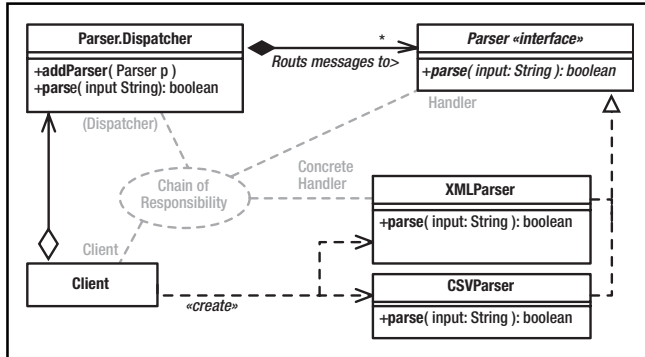 Parser.Dispatcher
+addParser( Parser p )
+parse( input String): boolean
*
Routs messages to>
Parser «interface»
+parse( input: String ): boolean
(Dispatcher)
Handler
Chain of
Responsibility
Concrete
Handler
Client
XMLParser
+parse( input: String ): boolean
Client
«create»
CSVParser
+parse( input: String ): boolean